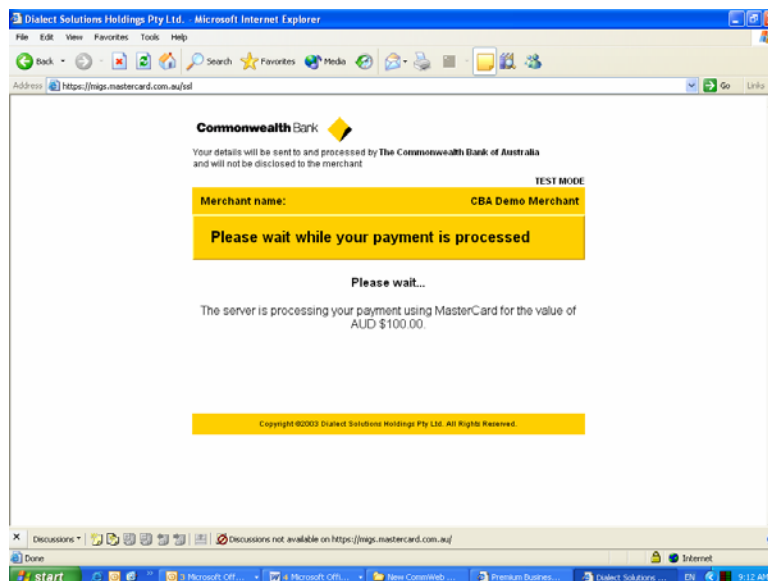 Dialect Solutions Holdings Pty Ltd. - Microsoft Internet Explorer
File Edit View Favorites Tools Help
Back Search Favorites Media
Address https://migs.mastercard.com.au/ssl Go Links
Commonwealth Bank
Your details will be sent to and processed by The Commonwealth Bank of Australia
and will not be disclosed to the merchant
TEST MODE
Merchant name: CBA Demo Merchant
Please wait while your payment is processed
Please wait...
The server is processing your payment using MasterCard for the value of
AUD $100.00.
Copyright ©2003 Dialect Solutions Holdings Pty Ltd. All Rights Reserved.
Discussions Discussions not available on https://migs.mastercard.com.au/
Done Internet
start 3 Microsoft Off... 4 Microsoft Offi... New CommWeb ... Premium Busines... Dialect Solutions ... EN 9:12 AM